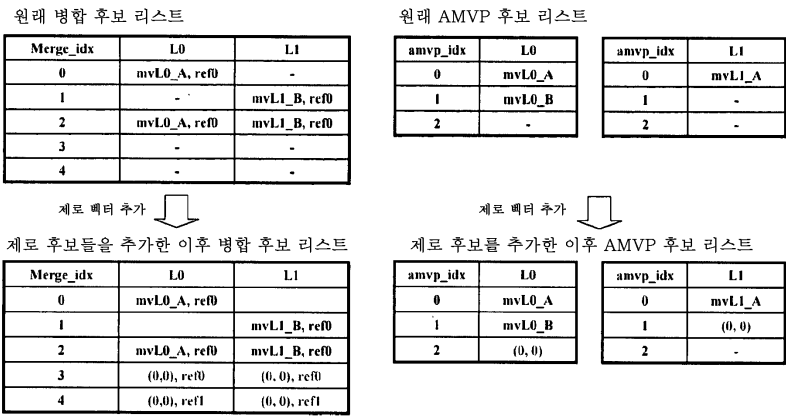 원래 병합 후보 리스트
Merge_idx L0 L1
0 mvL0_A, ref0 -
1 - mvL1_B, ref0
2 mvL0_A, ref0 mvL1_B, ref0
3 - -
4 - -
원래 AMVP 후보 리스트
amvp_idx L0
0 mvL0_A
1 mvL0_B
2 -
amvp_idx L1
0 mvL1_A
1 -
2 -
제로 벡터 추가
제로 벡터 추가
제로 후보들을 추가한 이후 병합 후보 리스트
Merge_idx L0 L1
0 mvL0_A, ref0
1 mvL1_B, ref0
2 mvL0_A, ref0 mvL1_B, ref0
3 (0,0), ref0 (0, 0), ref0
4 (0,0), ref1 (0, 0), ref1
제로 후보를 추가한 이후 AMVP 후보 리스트
amvp_idx L0
0 mvL0_A
1 mvL0_B
2 (0, 0)
amvp_idx L1
0 mvL1_A
1 (0, 0)
2 -